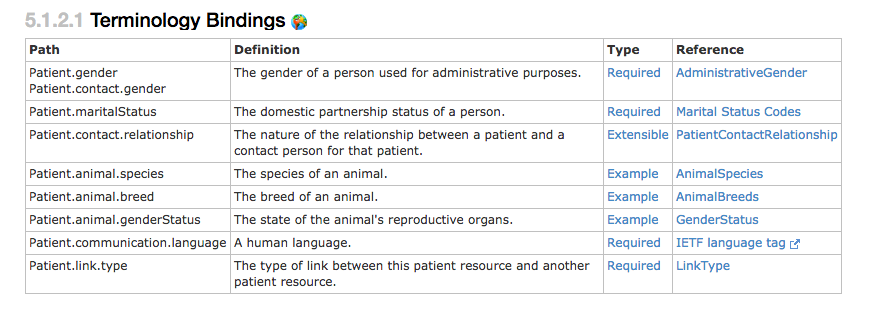 5.1.2.1 Terminology Bindings
Path Definition Type Reference
Patient.gender The gender of a person used for administrative purposes. Required AdministrativeGender
Patient.contact.gender
Patient.maritalStatus The domestic partnership status of a person. Required Marital Status Codes
Patient.contact.relationship The nature of the relationship between a patient and a Extensible PatientContactRelationship
contact person for that patient.
Patient.animal.species The species of an animal. Example AnimalSpecies
Patient.animal.breed The breed of an animal. Example AnimalBreeds
Patient.animal.genderStatus The state of the animal's reproductive organs. Example GenderStatus
Patient.communication.language A human language. Required IETF language tag
Patient.link.type The type of link between this patient resource and another Required LinkType
patient resource.